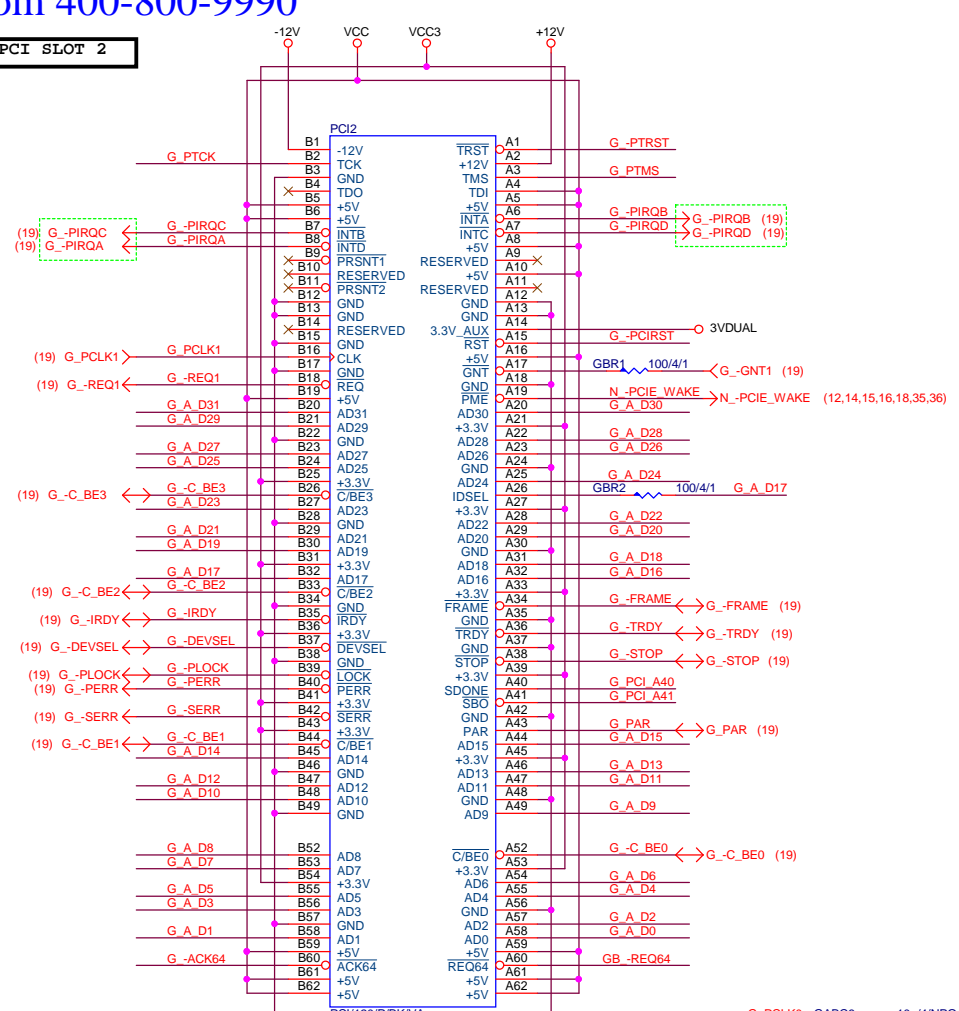 om 400-800-9990
PCI SLOT 2
-12V VCC VCC3 +12V
PCI2
B1 -12V TRST A1 G_-PTRST
G_PTCK B2 TCK +12V A2
B3 GND TMS A3 G_PTMS
B4 TDO TDI A4
B5 +5V +5V A5
B6 +5V INTA A6 G_-PIRQB G_-PIRQB (19)
(19) G_-PIRQC G_-PIRQC B7 INTB INTC A7 G_-PIRQD G_-PIRQD (19)
(19) G_-PIRQA G_-PIRQA B8 INTD +5V A8
B9 PRSNT1 RESERVED A9
B10 RESERVED +5V A10
B11 PRSNT2 RESERVED A11
B12 GND GND A12
B13 GND GND A13
B14 RESERVED 3.3V_AUX A14 3VDUAL
B15 GND RST A15 G_-PCIRST
(19) G_PCLK1 G_PCLK1 B16 CLK +5V A16
B17 GND GNT A17 GBR1 100/4/1 G_-GNT1 (19)
(19) G_-REQ1 G_-REQ1 B18 REQ GND A18
B19 +5V PME A19 N_-PCIE_WAKE N_-PCIE_WAKE (12,14,15,16,18,35,36)
G_A_D31 B20 AD31 AD30 A20 G_A_D30
G_A_D29 B21 AD29 +3.3V A21
B22 GND AD28 A22 G_A_D28
G_A_D27 B23 AD27 AD26 A23 G_A_D26
G_A_D25 B24 AD25 GND A24
B25 +3.3V AD24 A25 G_A_D24
(19) G_-C_BE3 G_-C_BE3 B26 C/BE3 IDSEL A26 GBR2 100/4/1 G_A_D17
G_A_D23 B27 AD23 +3.3V A27
B28 GND AD22 A28 G_A_D22
G_A_D21 B29 AD21 AD20 A29 G_A_D20
G_A_D19 B30 AD19 GND A30
B31 +3.3V AD18 A31 G_A_D18
G_A_D17 B32 AD17 AD16 A32 G_A_D16
(19) G_-C_BE2 G_-C_BE2 B33 C/BE2 +3.3V A33
B34 GND FRAME A34 G_-FRAME G_-FRAME (19)
(19) G_-IRDY G_-IRDY B35 IRDY GND A35
B36 +3.3V TRDY A36 G_-TRDY G_-TRDY (19)
(19) G_-DEVSEL G_-DEVSEL B37 DEVSEL GND A37
B38 GND STOP A38 G_-STOP G_-STOP (19)
(19) G_-PLOCK G_-PLOCK B39 LOCK +3.3V A39
(19) G_-PERR G_-PERR B40 PERR SDONE A40 G_PCI_A40
B41 +3.3V SBO A41 G_PCI_A41
(19) G_-SERR G_-SERR B42 SERR GND A42
B43 +3.3V PAR A43 G_PAR G_PAR (19)
(19) G_-C_BE1 G_-C_BE1 B44 C/BE1 AD15 A44 G_A_D15
G_A_D14 B45 AD14 +3.3V A45
B46 GND AD13 A46 G_A_D13
G_A_D12 B47 AD12 AD11 A47 G_A_D11
G_A_D10 B48 AD10 GND A48
B49 GND AD9 A49 G_A_D9
G_A_D8 B52 AD8 C/BE0 A52 G_-C_BE0 G_-C_BE0 (19)
G_A_D7 B53 AD7 +3.3V A53
B54 +3.3V AD6 A54 G_A_D6
G_A_D5 B55 AD5 AD4 A55 G_A_D4
G_A_D3 B56 AD3 GND A56
B57 GND AD2 A57 G_A_D2
G_A_D1 B58 AD1 AD0 A58 G_A_D0
B59 +5V +5V A59
G_-ACK64 B60 ACK64 REQ64 A60 GB_-REQ64
B61 +5V +5V A61
B62 +5V +5V A62